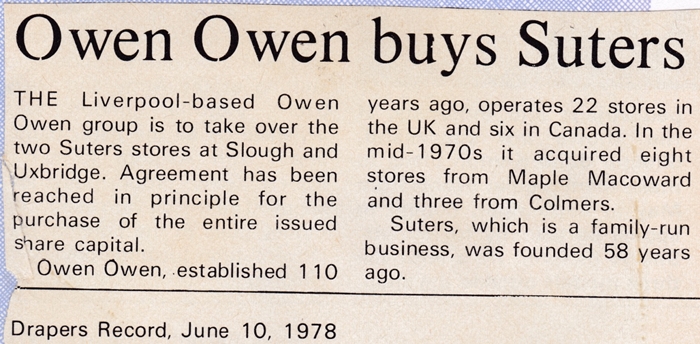 Owen Owen buys Suters
THE Liverpool-based Owen
Owen group is to take over the
two Suters stores at Slough and
Uxbridge. Agreement has been
reached in principle for the
purchase of the entire issued
share capital.
Owen Owen, established 110
years ago, operates 22 stores in
the UK and six in Canada. In the
mid-1970s it acquired eight
stores from Maple Macoward
and three from Colmers.
Suters, which is a family-run
business, was founded 58 years
ago.
Drapers Record, June 10, 1978